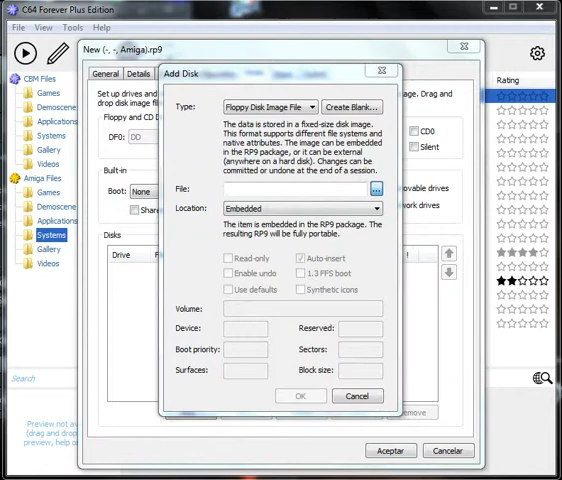 C64 Forever Plus Edition
File View Tools Help
New (-, -, Amiga).rp9
CBM Files
Games
Demoscene
Applications
Systems
Gallery
Videos
Amiga Files
Games
Demoscene
Applications
Systems
Gallery
Videos
Search
Preview not av
(drag and drop
preview, help o
General Details
Set up drives and
drop disk image fi
Floppy and CD D
DF0: DD
Built-in
Boot: None
Share
Disks
Drive F
Add Disk
Type: Floppy Disk Image File Create Blank...
The data is stored in a fixed-size disk image.
This format supports different file systems and
native attributes. The image can be embedded
in the RP9 package, or it can be external
(anywhere on a hard disk). Changes can be
committed or undone at the end of a session.
File: ...
Location: Embedded
The item is embedded in the RP9 package. The
resulting RP9 will be fully portable.
Read-only Auto-insert
Enable undo 1.3 FFS boot
Use defaults Synthetic icons
Volume:
Device: Reserved:
Boot priority: Sectors:
Surfaces: Block size:
OK Cancel
age. Drag and
CD0
Silent
ovable drives
work drives
!
move
Aceptar Cancelar
Rating